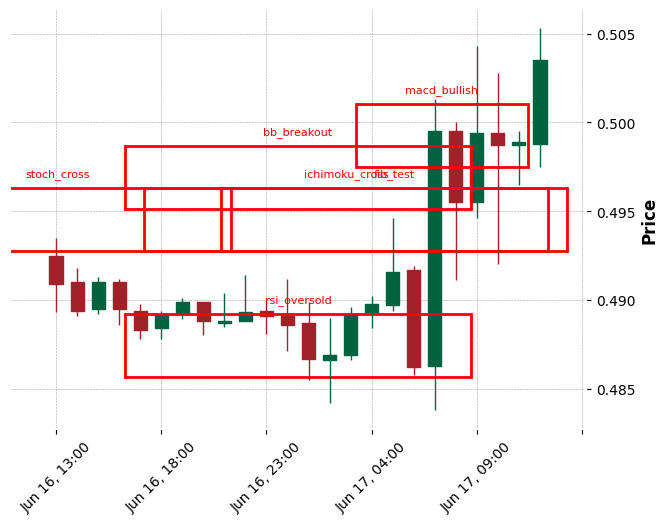 0.505
macd_bullish
0.500
bb_breakout
stoch_cross
ichimoku_cross
fib_test
0.495
Price
0.490
rsi_oversold
0.485
Jun 16, 13:00
Jun 16, 18:00
Jun 16, 23:00
Jun 17, 04:00
Jun 17, 09:00